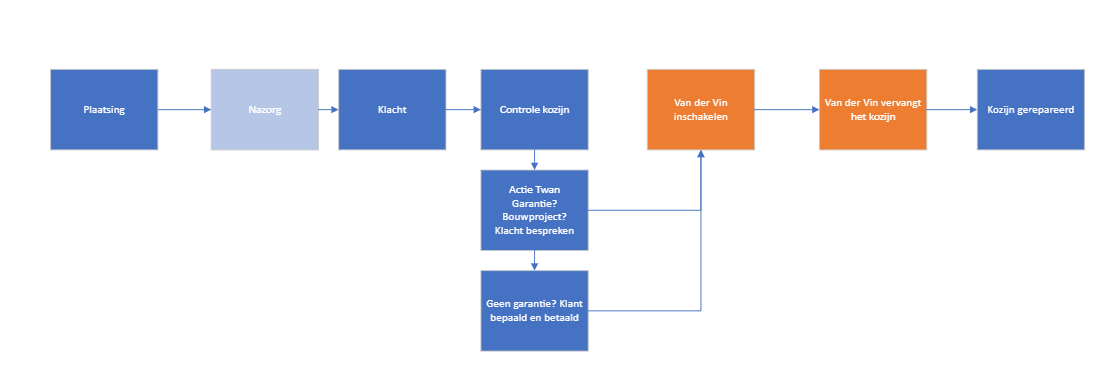 Plaatsing
Nazorg
Klacht
Controle kozijn
Van der Vin
inschakelen
Van der Vin vervangt
het kozijn
Kozijn gerepareerd
Actie Twan
Garantie?
Bouwproject?
Klacht bespreken
Geen garantie? Klant
bepaald en betaald